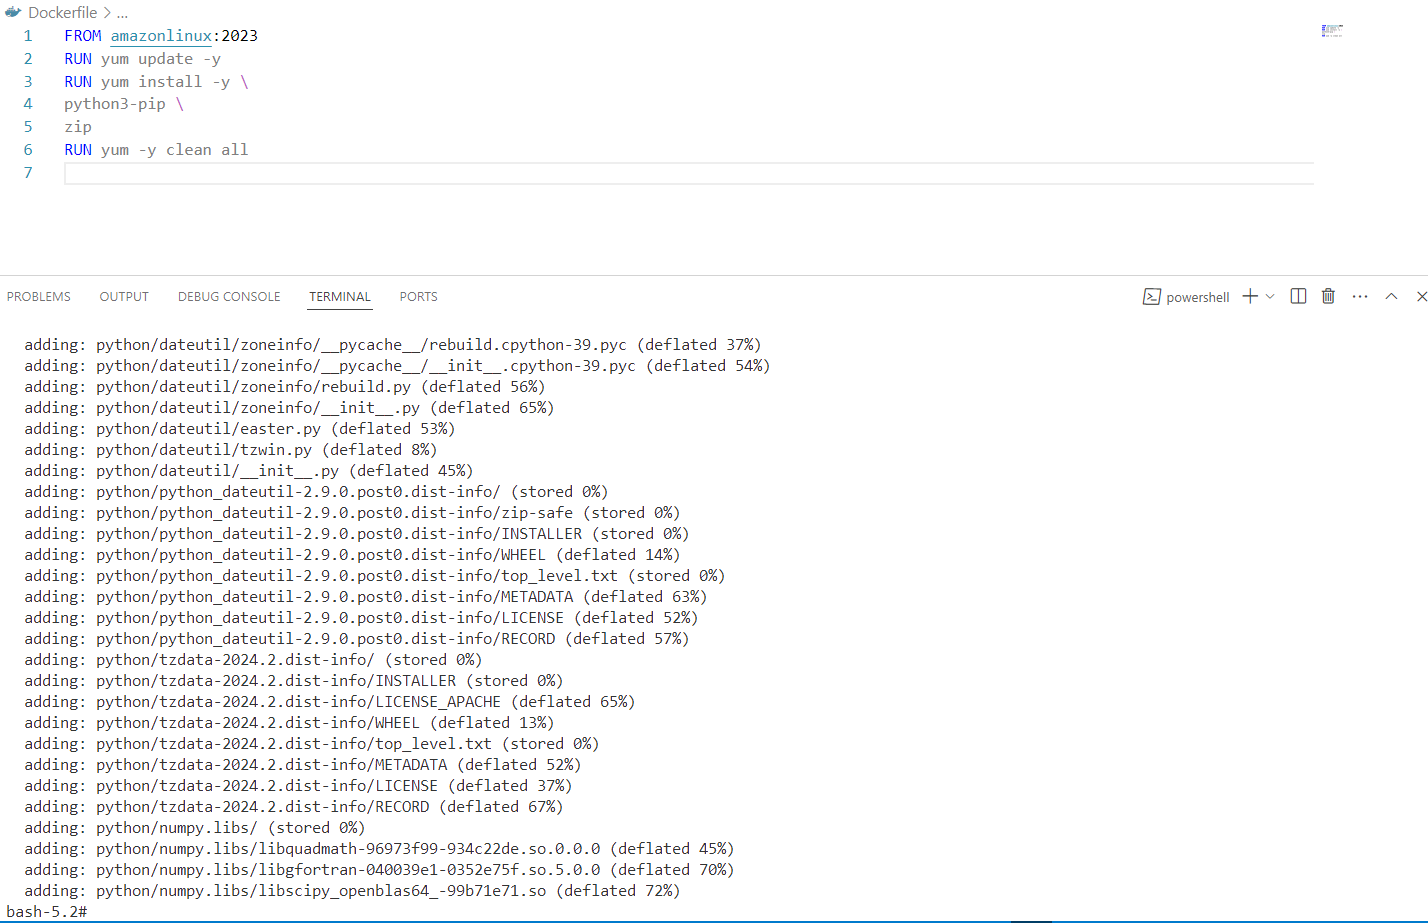 Dockerfile > ...
1 FROM amazonlinux:2023
2 RUN yum update -y
3 RUN yum install -y \
4 python3-pip \
5 zip
6 RUN yum -y clean all
7
PROBLEMS OUTPUT DEBUG CONSOLE TERMINAL PORTS powershell
adding: python/dateutil/zoneinfo/__pycache__/rebuild.cpython-39.pyc (deflated 37%)
adding: python/dateutil/zoneinfo/__pycache__/__init__.cpython-39.pyc (deflated 54%)
adding: python/dateutil/zoneinfo/rebuild.py (deflated 56%)
adding: python/dateutil/zoneinfo/__init__.py (deflated 65%)
adding: python/dateutil/easter.py (deflated 53%)
adding: python/dateutil/tzwin.py (deflated 8%)
adding: python/dateutil/__init__.py (deflated 45%)
adding: python/python_dateutil-2.9.0.post0.dist-info/ (stored 0%)
adding: python/python_dateutil-2.9.0.post0.dist-info/zip-safe (stored 0%)
adding: python/python_dateutil-2.9.0.post0.dist-info/INSTALLER (stored 0%)
adding: python/python_dateutil-2.9.0.post0.dist-info/WHEEL (deflated 14%)
adding: python/python_dateutil-2.9.0.post0.dist-info/top_level.txt (stored 0%)
adding: python/python_dateutil-2.9.0.post0.dist-info/METADATA (deflated 63%)
adding: python/python_dateutil-2.9.0.post0.dist-info/LICENSE (deflated 52%)
adding: python/python_dateutil-2.9.0.post0.dist-info/RECORD (deflated 57%)
adding: python/tzdata-2024.2.dist-info/ (stored 0%)
adding: python/tzdata-2024.2.dist-info/INSTALLER (stored 0%)
adding: python/tzdata-2024.2.dist-info/LICENSE_APACHE (deflated 65%)
adding: python/tzdata-2024.2.dist-info/WHEEL (deflated 13%)
adding: python/tzdata-2024.2.dist-info/top_level.txt (stored 0%)
adding: python/tzdata-2024.2.dist-info/METADATA (deflated 52%)
adding: python/tzdata-2024.2.dist-info/LICENSE (deflated 37%)
adding: python/tzdata-2024.2.dist-info/RECORD (deflated 67%)
adding: python/numpy.libs/ (stored 0%)
adding: python/numpy.libs/libquadmath-96973f99-934c22de.so.0.0.0 (deflated 45%)
adding: python/numpy.libs/libgfortran-040039e1-0352e75f.so.5.0.0 (deflated 70%)
adding: python/numpy.libs/libscipy_openblas64_-99b71e71.so (deflated 72%)
bash-5.2#